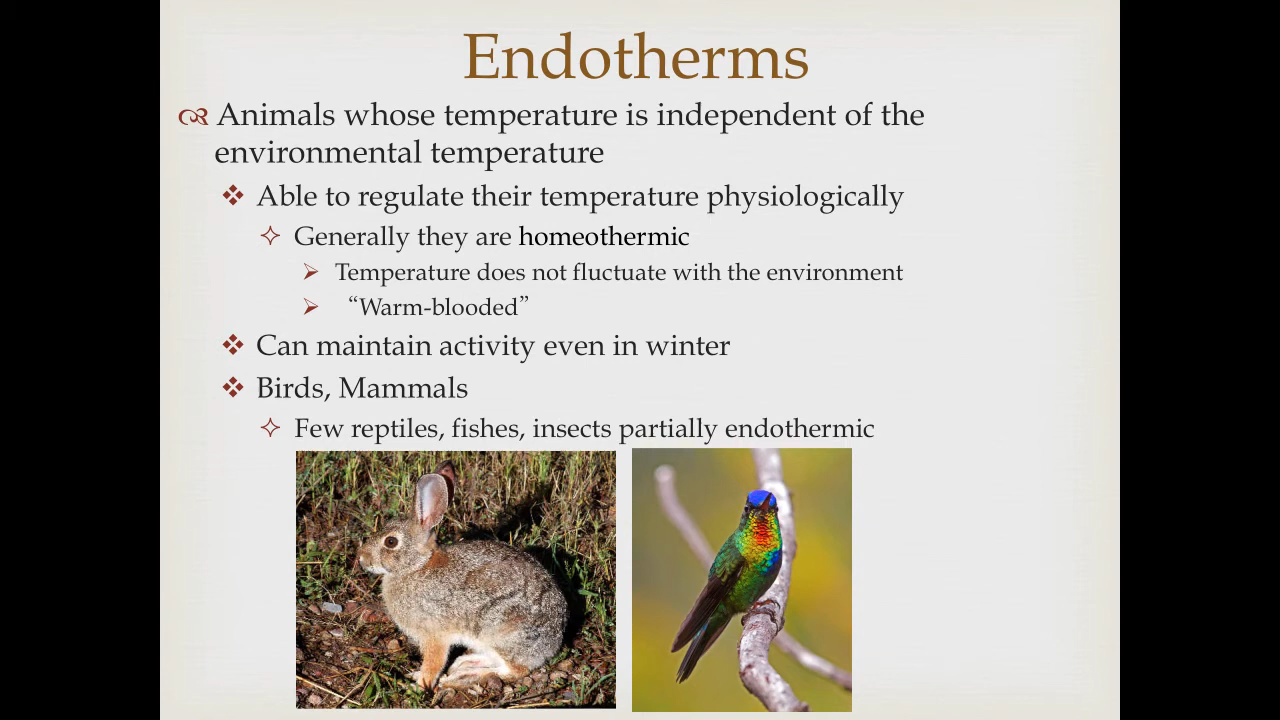 Endotherms
Animals whose temperature is independent of the
environmental temperature
Able to regulate their temperature physiologically
Generally they are homeothermic
Temperature does not fluctuate with the environment
“Warm-blooded”
Can maintain activity even in winter
Birds, Mammals
Few reptiles, fishes, insects partially endothermic